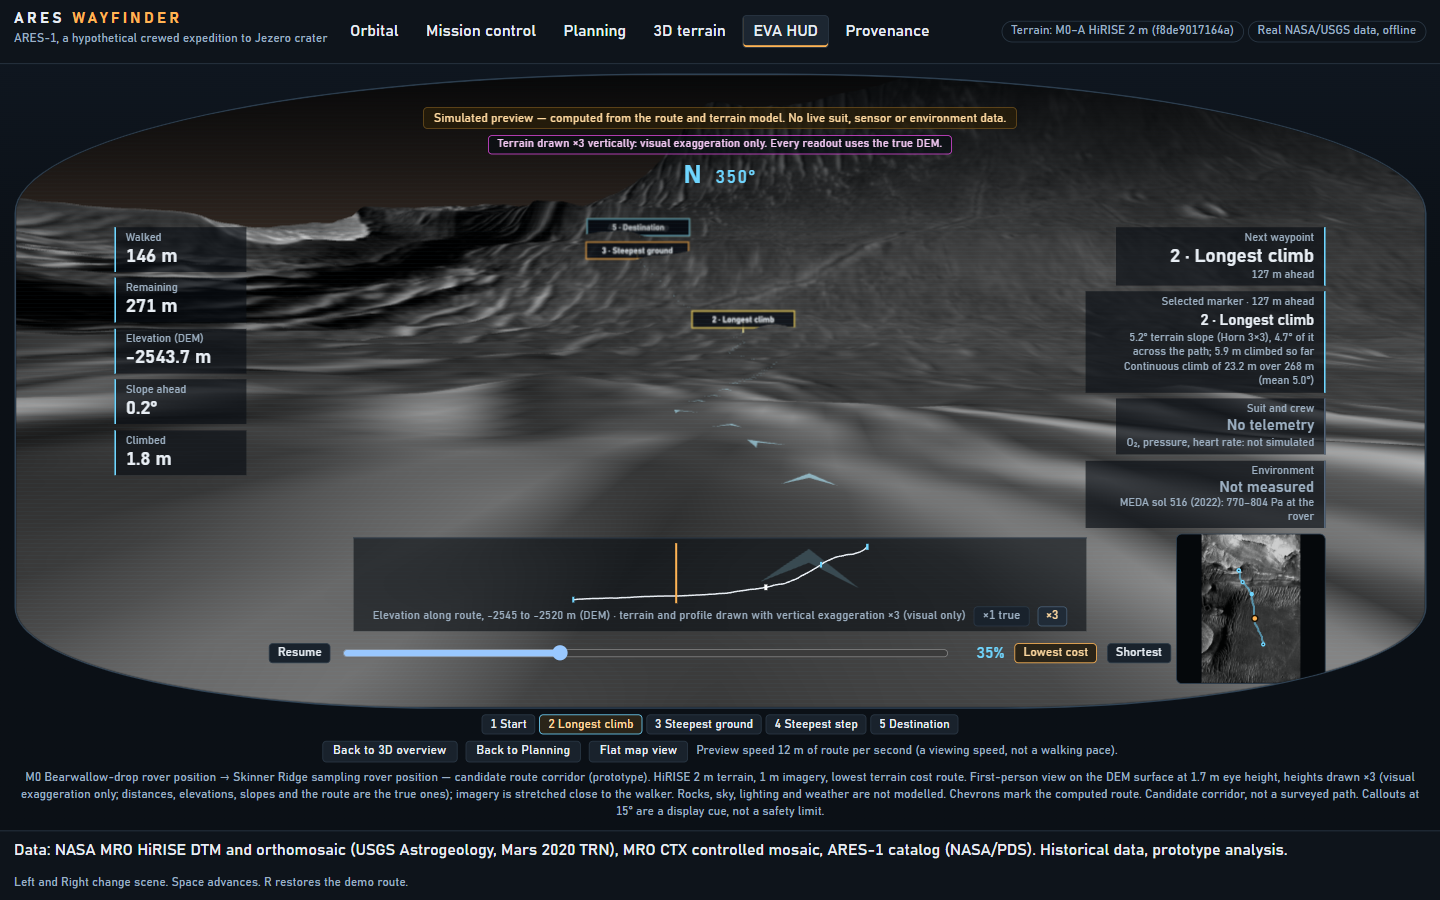 ARES WAYFINDER
ARES-1, a hypothetical crewed expedition to Jezero crater
Orbital
Mission control
Planning
3D terrain
EVA HUD
Provenance
Terrain: M0-A HiRISE 2 m (f8de9017164a)
Real NASA/USGS data, offline
Simulated preview — computed from the route and terrain model. No live suit, sensor or environment data.
Terrain drawn ×3 vertically: visual exaggeration only. Every readout uses the true DEM.
N 350°
5 · Destination
3 · Steepest ground
2 · Longest climb
Walked
146 m
Remaining
271 m
Elevation (DEM)
-2543.7 m
Slope ahead
0.2°
Climbed
1.8 m
Next waypoint
2 · Longest climb
127 m ahead
Selected marker · 127 m ahead
2 · Longest climb
5.2° terrain slope (Horn 3×3), 4.7° of it
across the path; 5.9 m climbed so far
Continuous climb of 23.2 m over 268 m
(mean 5.0°)
Suit and crew
No telemetry
O₂, pressure, heart rate: not simulated
Environment
Not measured
MEDA sol 516 (2022): 770–804 Pa at the
rover
Elevation along route, -2545 to -2520 m (DEM) · terrain and profile drawn with vertical exaggeration ×3 (visual only)
×1 true
×3
Resume
35%
Lowest cost
Shortest
1 Start
2 Longest climb
3 Steepest ground
4 Steepest step
5 Destination
Back to 3D overview
Back to Planning
Flat map view
Preview speed 12 m of route per second (a viewing speed, not a walking pace).
M0 Bearwallow-drop rover position → Skinner Ridge sampling rover position — candidate route corridor (prototype). HiRISE 2 m terrain, 1 m imagery, lowest terrain cost route. First-person view on the DEM surface at 1.7 m eye height, heights drawn ×3 (visual
exaggeration only; distances, elevations, slopes and the route are the true ones); imagery is stretched close to the walker. Rocks, sky, lighting and weather are not modelled. Chevrons mark the computed route. Candidate corridor, not a surveyed path. Callouts at
15° are a display cue, not a safety limit.
Data: NASA MRO HiRISE DTM and orthomosaic (USGS Astrogeology, Mars 2020 TRN), MRO CTX controlled mosaic, ARES-1 catalog (NASA/PDS). Historical data, prototype analysis.
Left and Right change scene. Space advances. R restores the demo route.